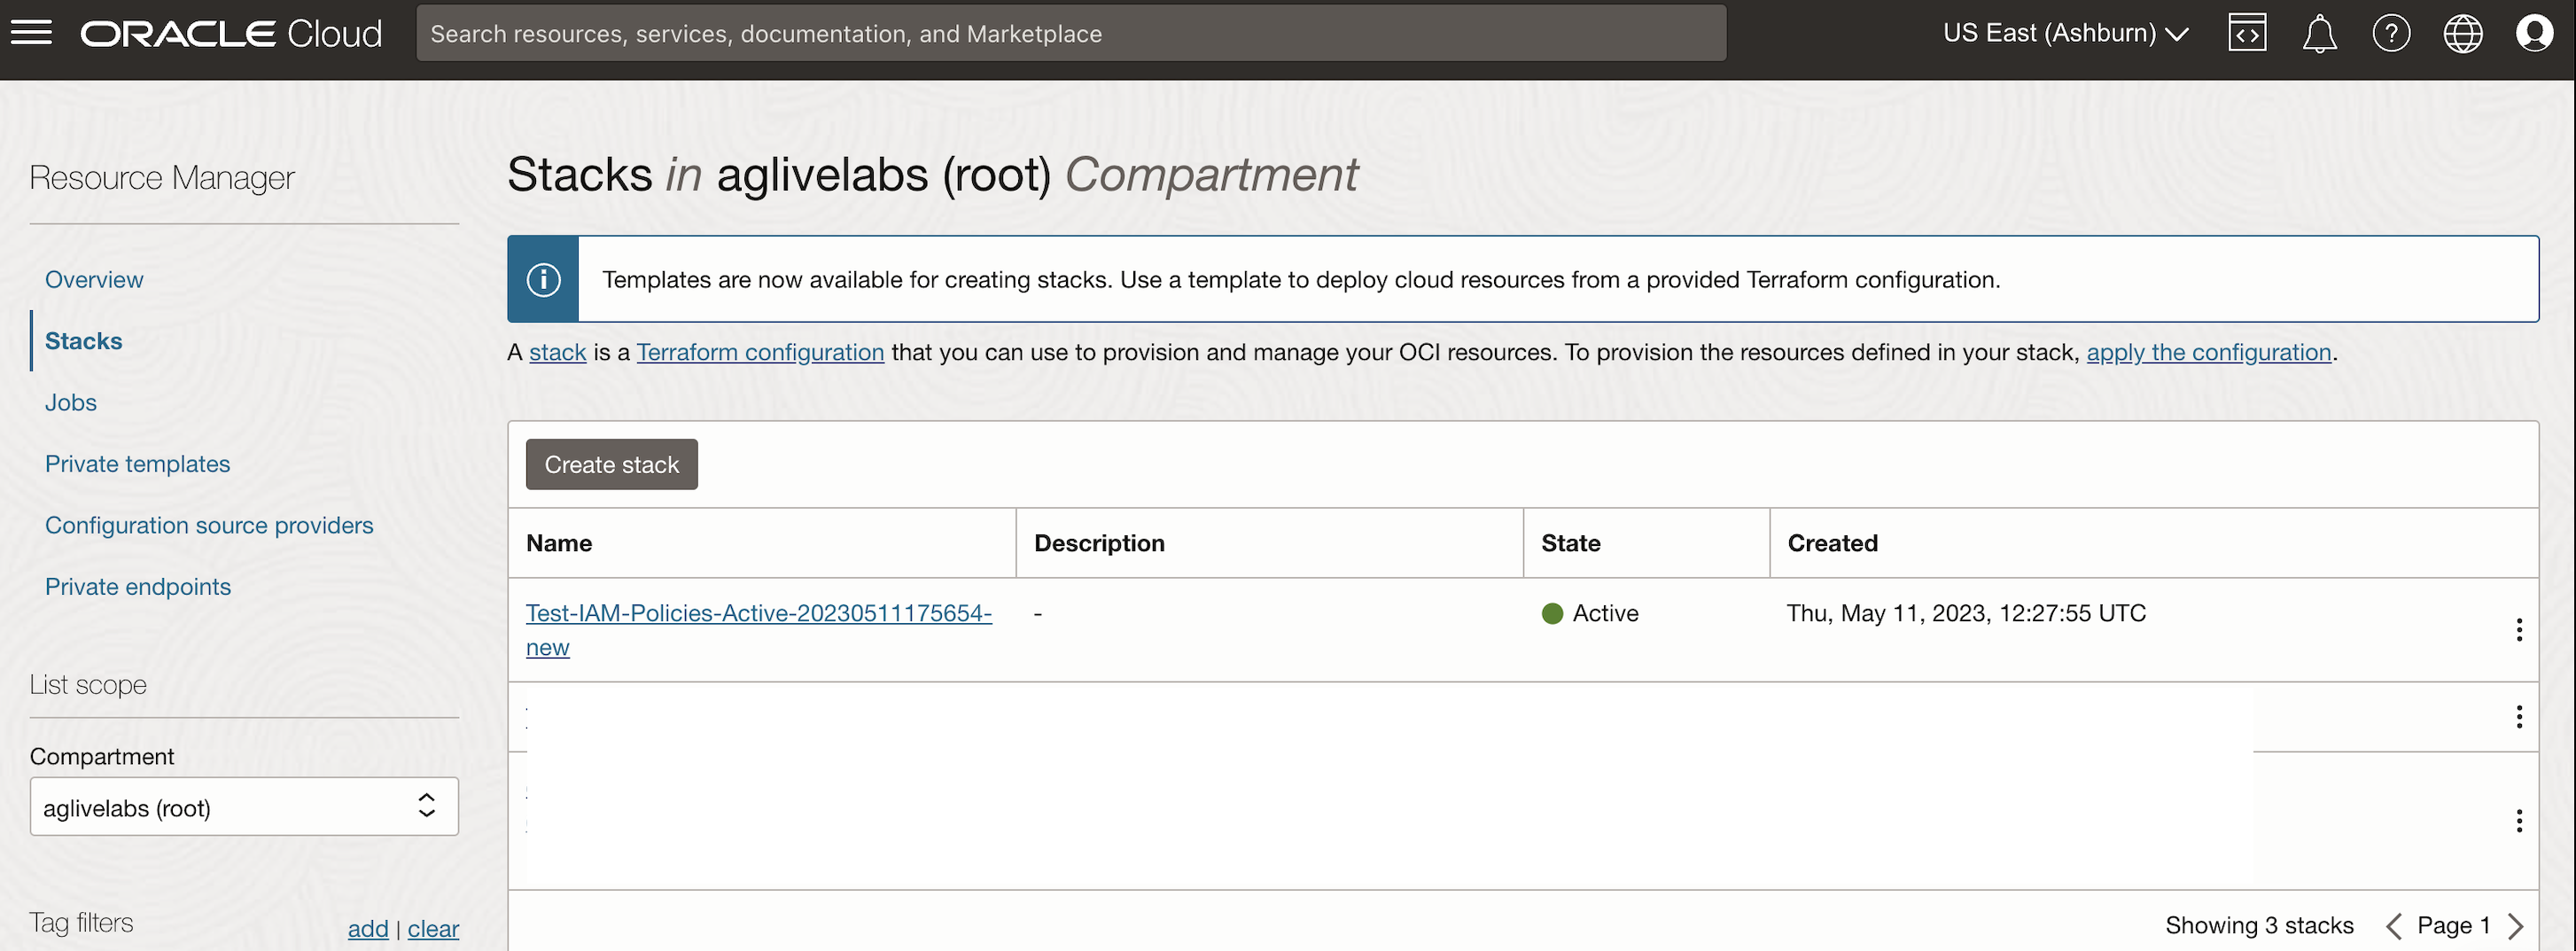 ORACLE Cloud
Search resources, services, documentation, and Marketplace
US East (Ashburn)
Resource Manager
Overview
Stacks
Jobs
Private templates
Configuration source providers
Private endpoints
List scope
Compartment
aglivelabs (root)
Tag filters
add | clear
Stacks in aglivelabs (root) Compartment
Templates are now available for creating stacks. Use a template to deploy cloud resources from a provided Terraform configuration.
A stack is a Terraform configuration that you can use to provision and manage your OCI resources. To provision the resources defined in your stack, apply the configuration.
Create stack
Name Description State Created
Test-IAM-Policies-Active-20230511175654- - Active Thu, May 11, 2023, 12:27:55 UTC
new
Showing 3 stacks Page 1